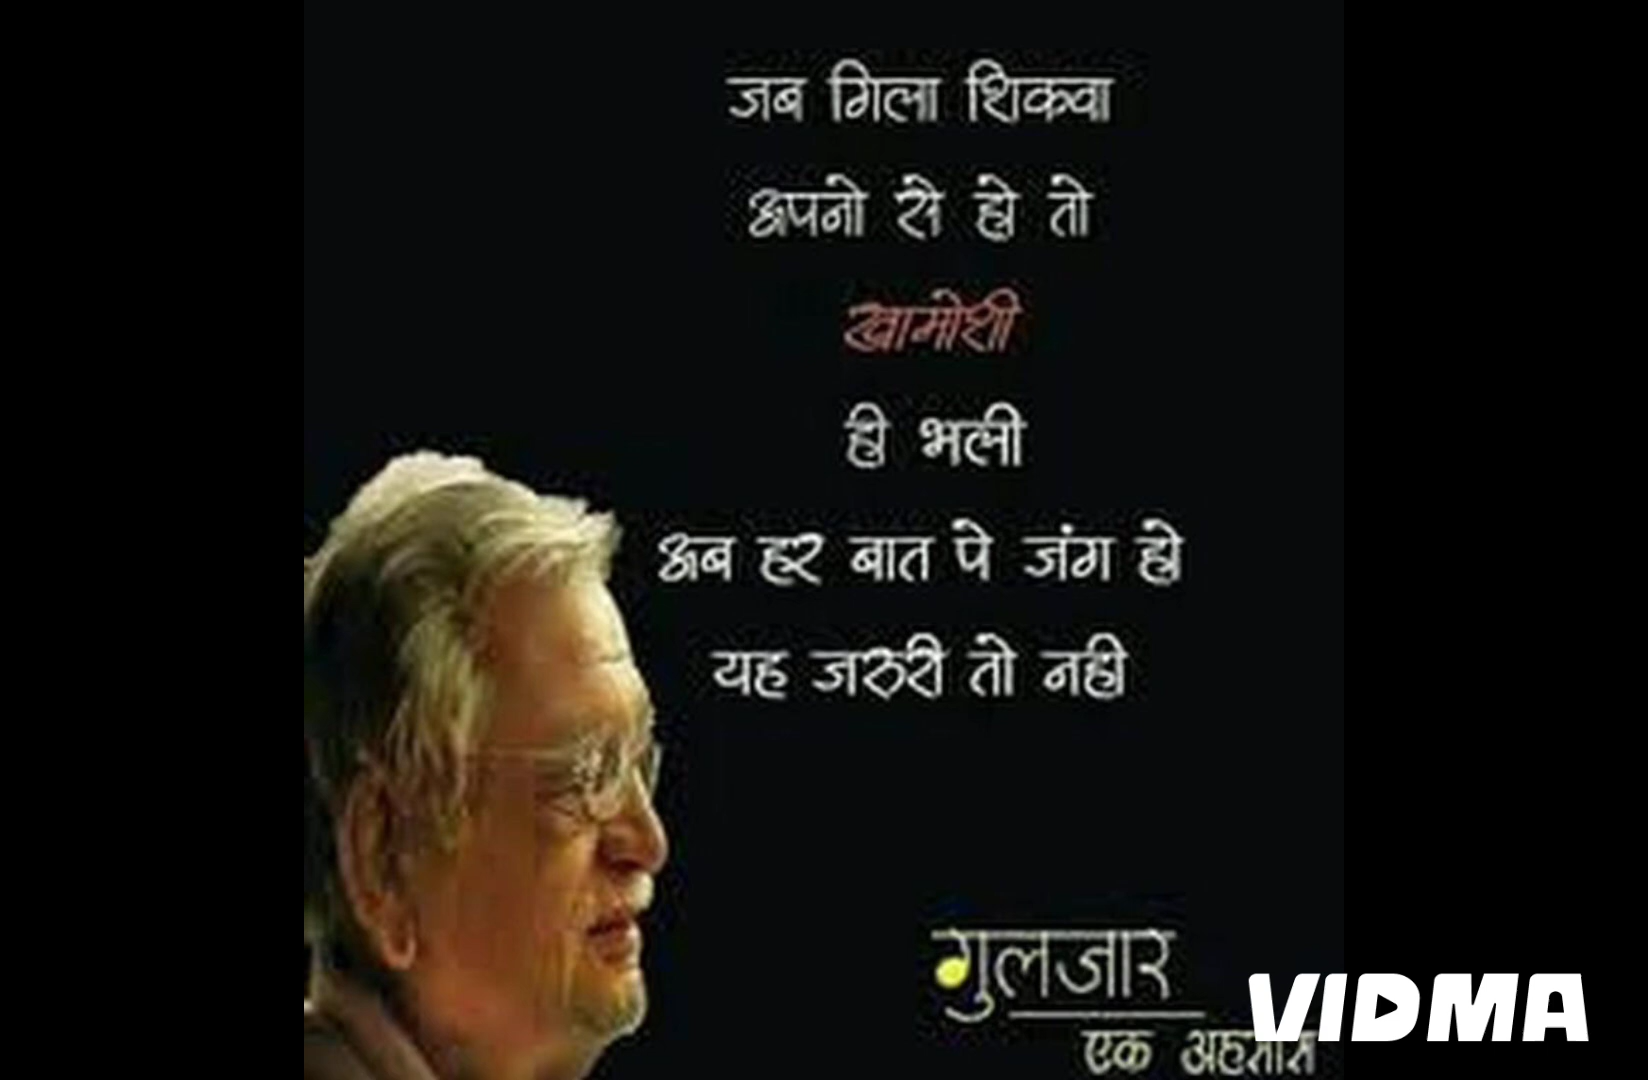 जब गिला शिकवा
अपनो से हो तो
खामोशी
ही भली
अब हर बात पे जंग हो
यह जरुरी तो नही
गुलजार
एक अहसास
VIDMA